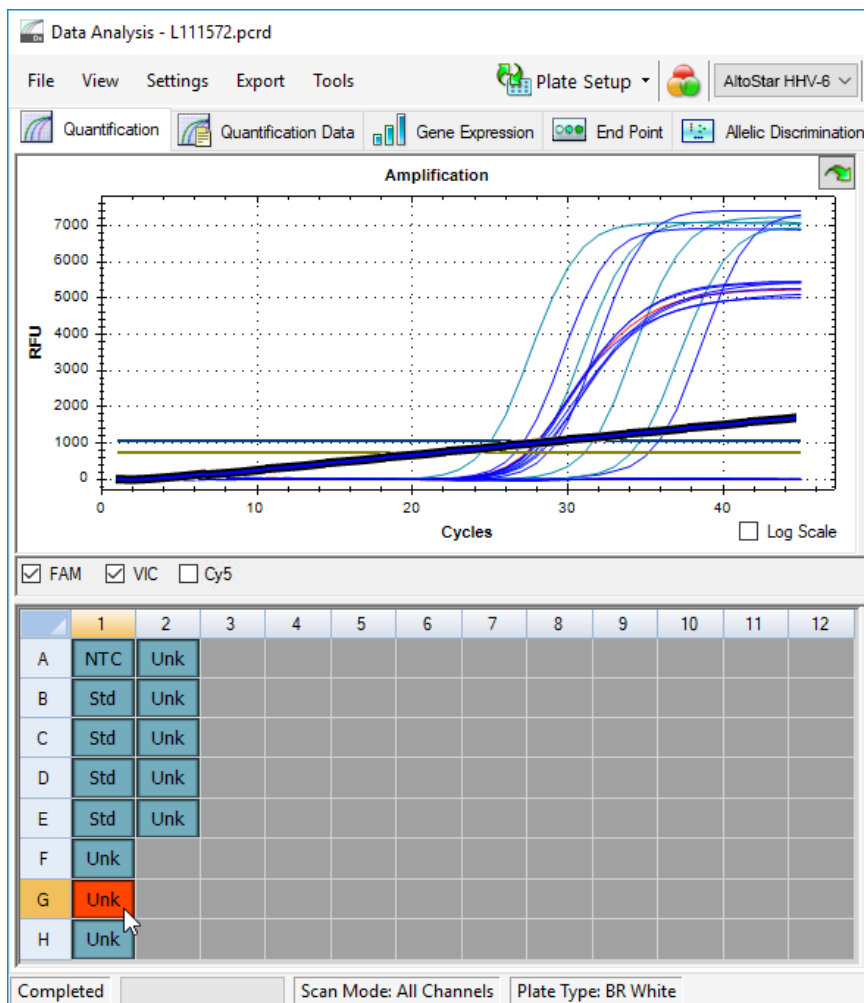 Data Analysis - L111572.pcrd
File View Settings Export Tools Plate Setup AltoStar HHV-6
Quantification Quantification Data Gene Expression End Point Allelic Discrimination
Amplification
7000
6000
5000
4000
3000
2000
1000
0
RFU
0 10 20 30 40
Cycles
Log Scale
FAM VIC Cy5
1 2 3 4 5 6 7 8 9 10 11 12
A NTC Unk
B Std Unk
C Std Unk
D Std Unk
E Std Unk
F Unk
G Unk
H Unk
Completed Scan Mode: All Channels Plate Type: BR White